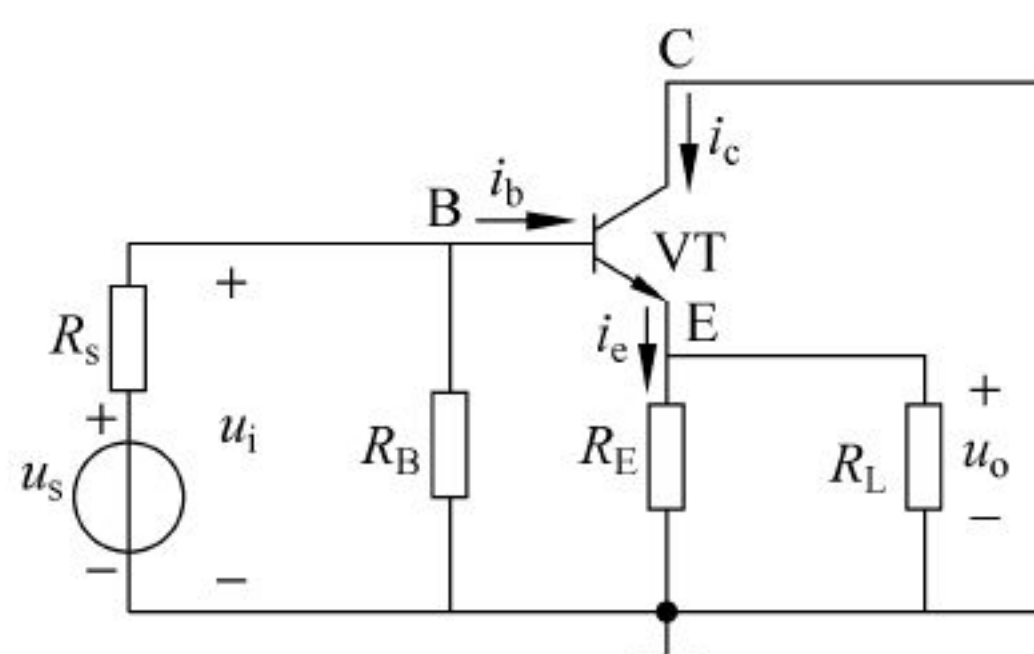 C
i_c
B
i_b
VT
E
i_e
+
R_s
+
u_s
−
u_i
−
R_B
R_E
R_L
+
u_o
−